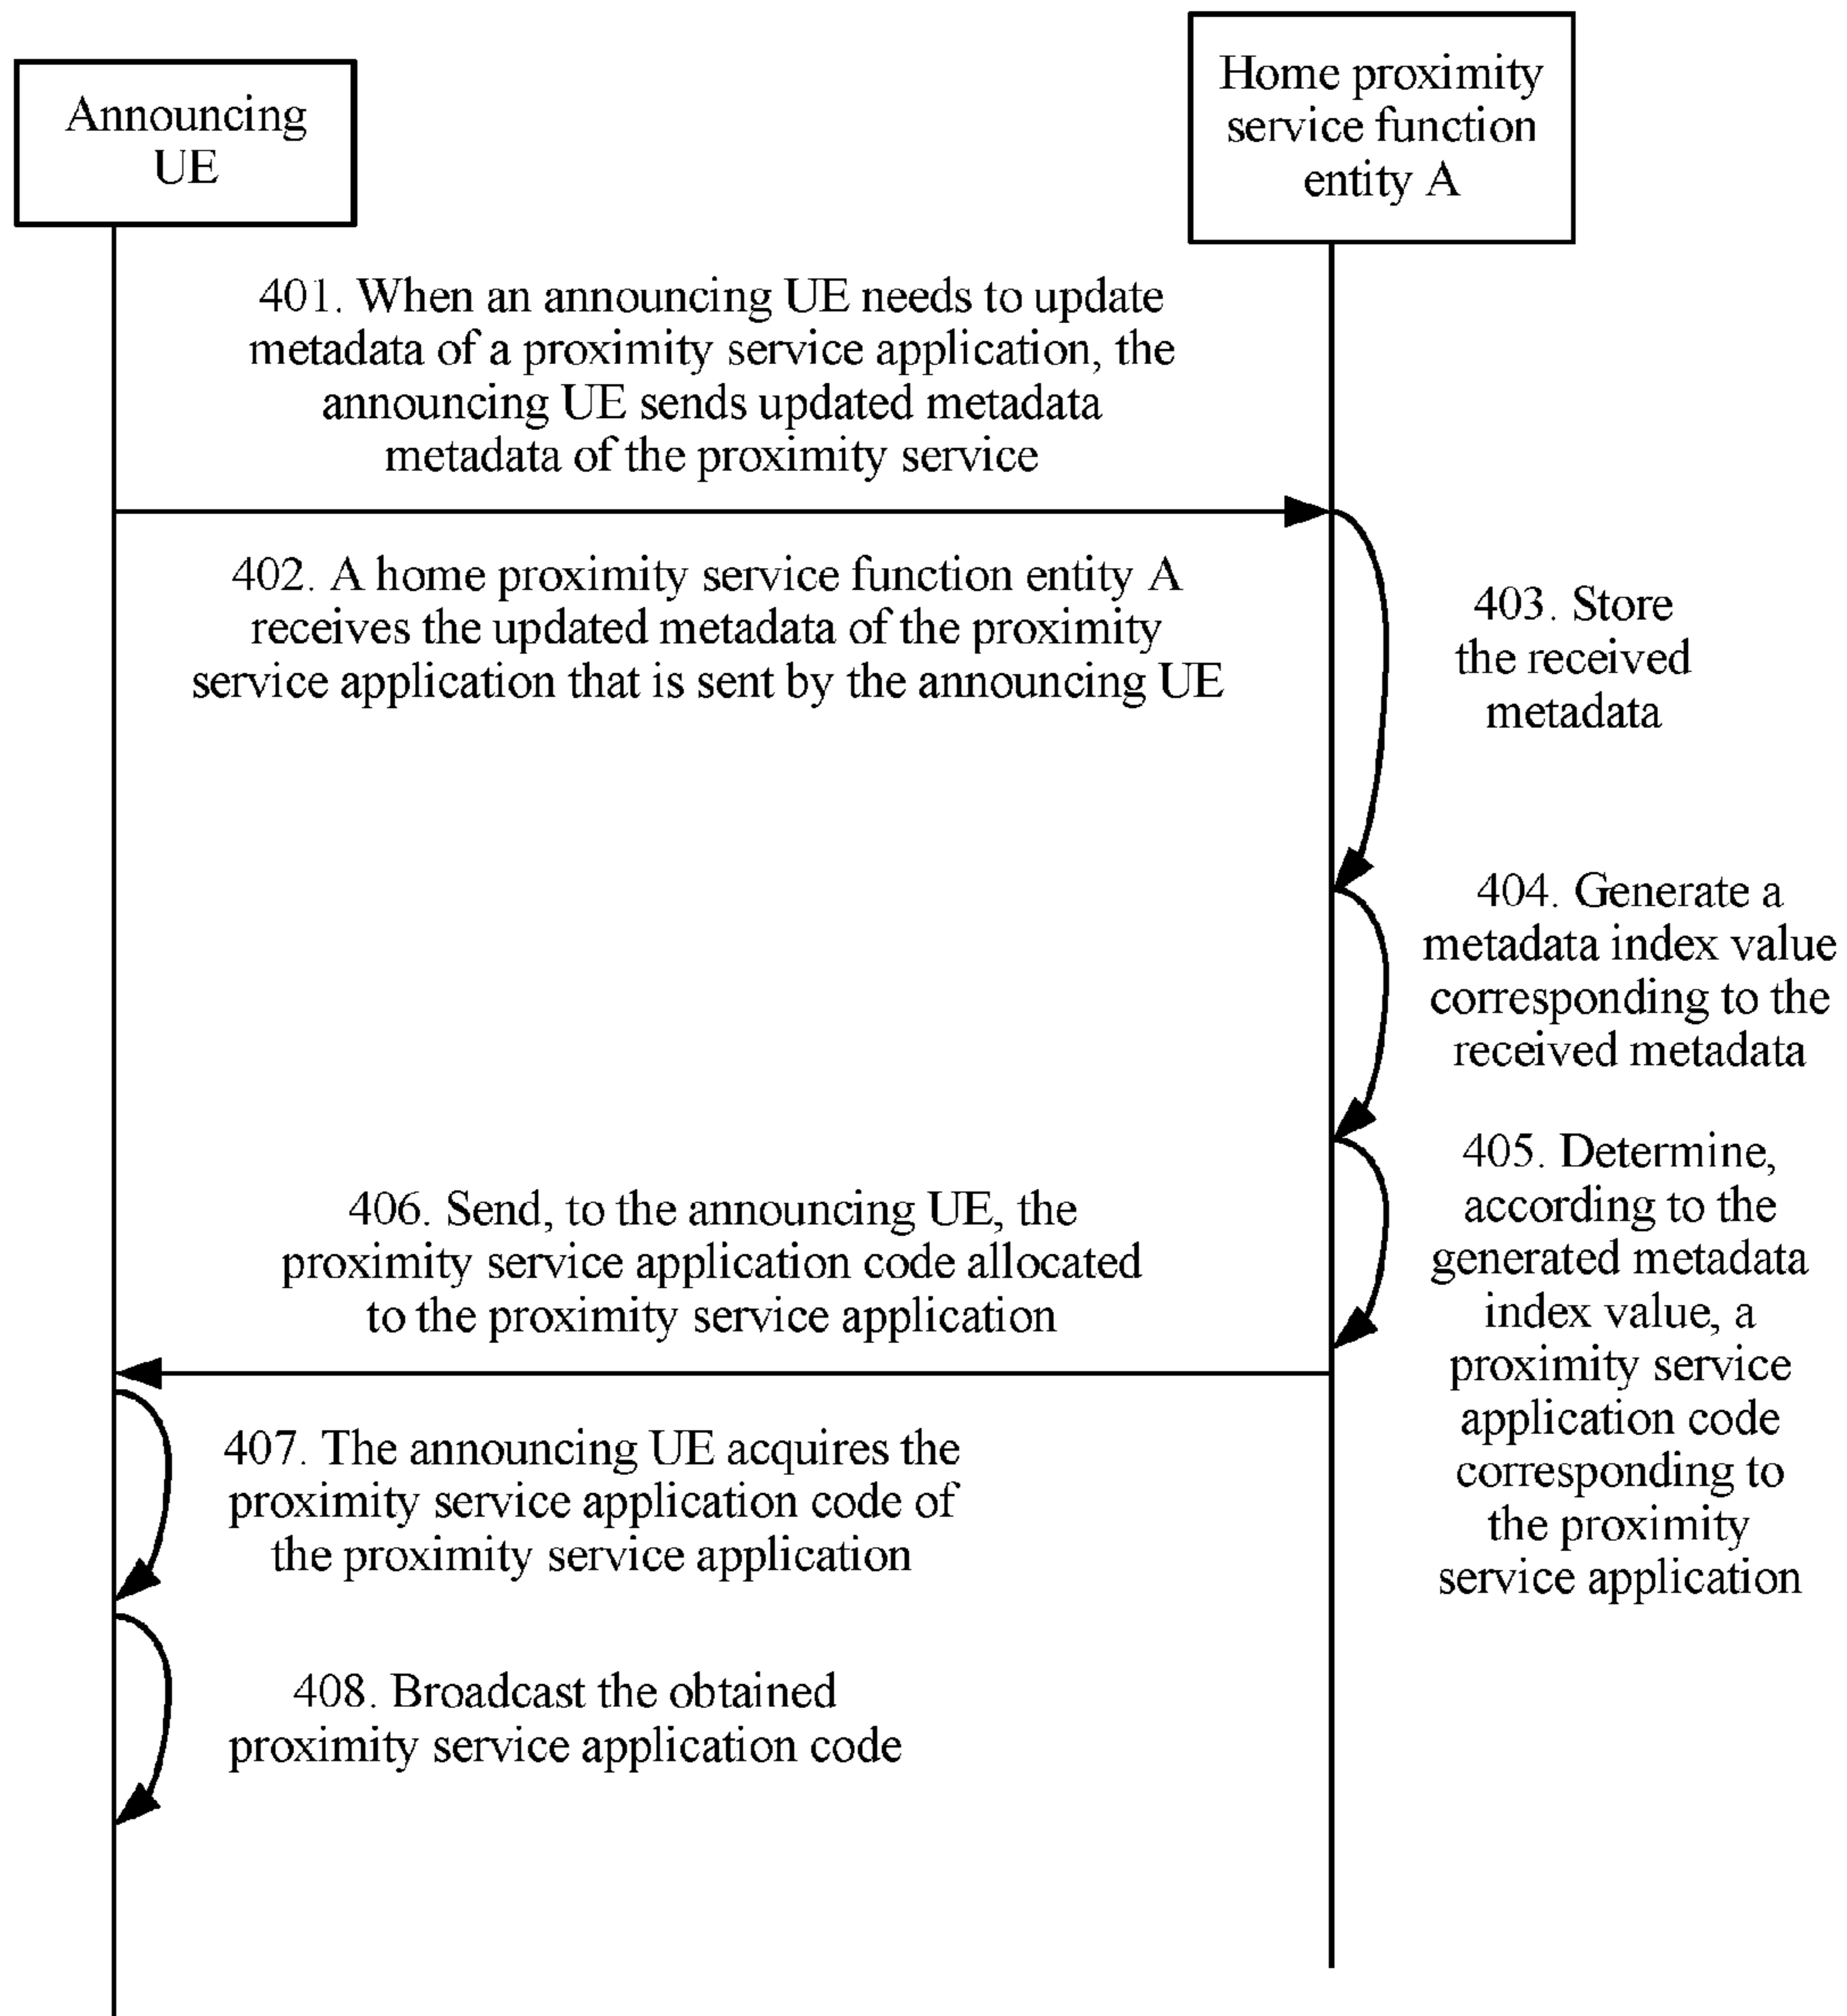 Announcing
UE
Home proximity
service function
entity A
401. When an announcing UE needs to update
metadata of a proximity service application, the
announcing UE sends updated metadata
metadata of the proximity service
402. A home proximity service function entity A
receives the updated metadata of the proximity
service application that is sent by the announcing UE
403. Store
the received
metadata
404. Generate a
metadata index value
corresponding to the
received metadata
405. Determine,
according to the
generated metadata
index value, a
proximity service
application code
corresponding to
the proximity
service application
406. Send, to the announcing UE, the
proximity service application code allocated
to the proximity service application
407. The announcing UE acquires the
proximity service application code of
the proximity service application
408. Broadcast the obtained
proximity service application code